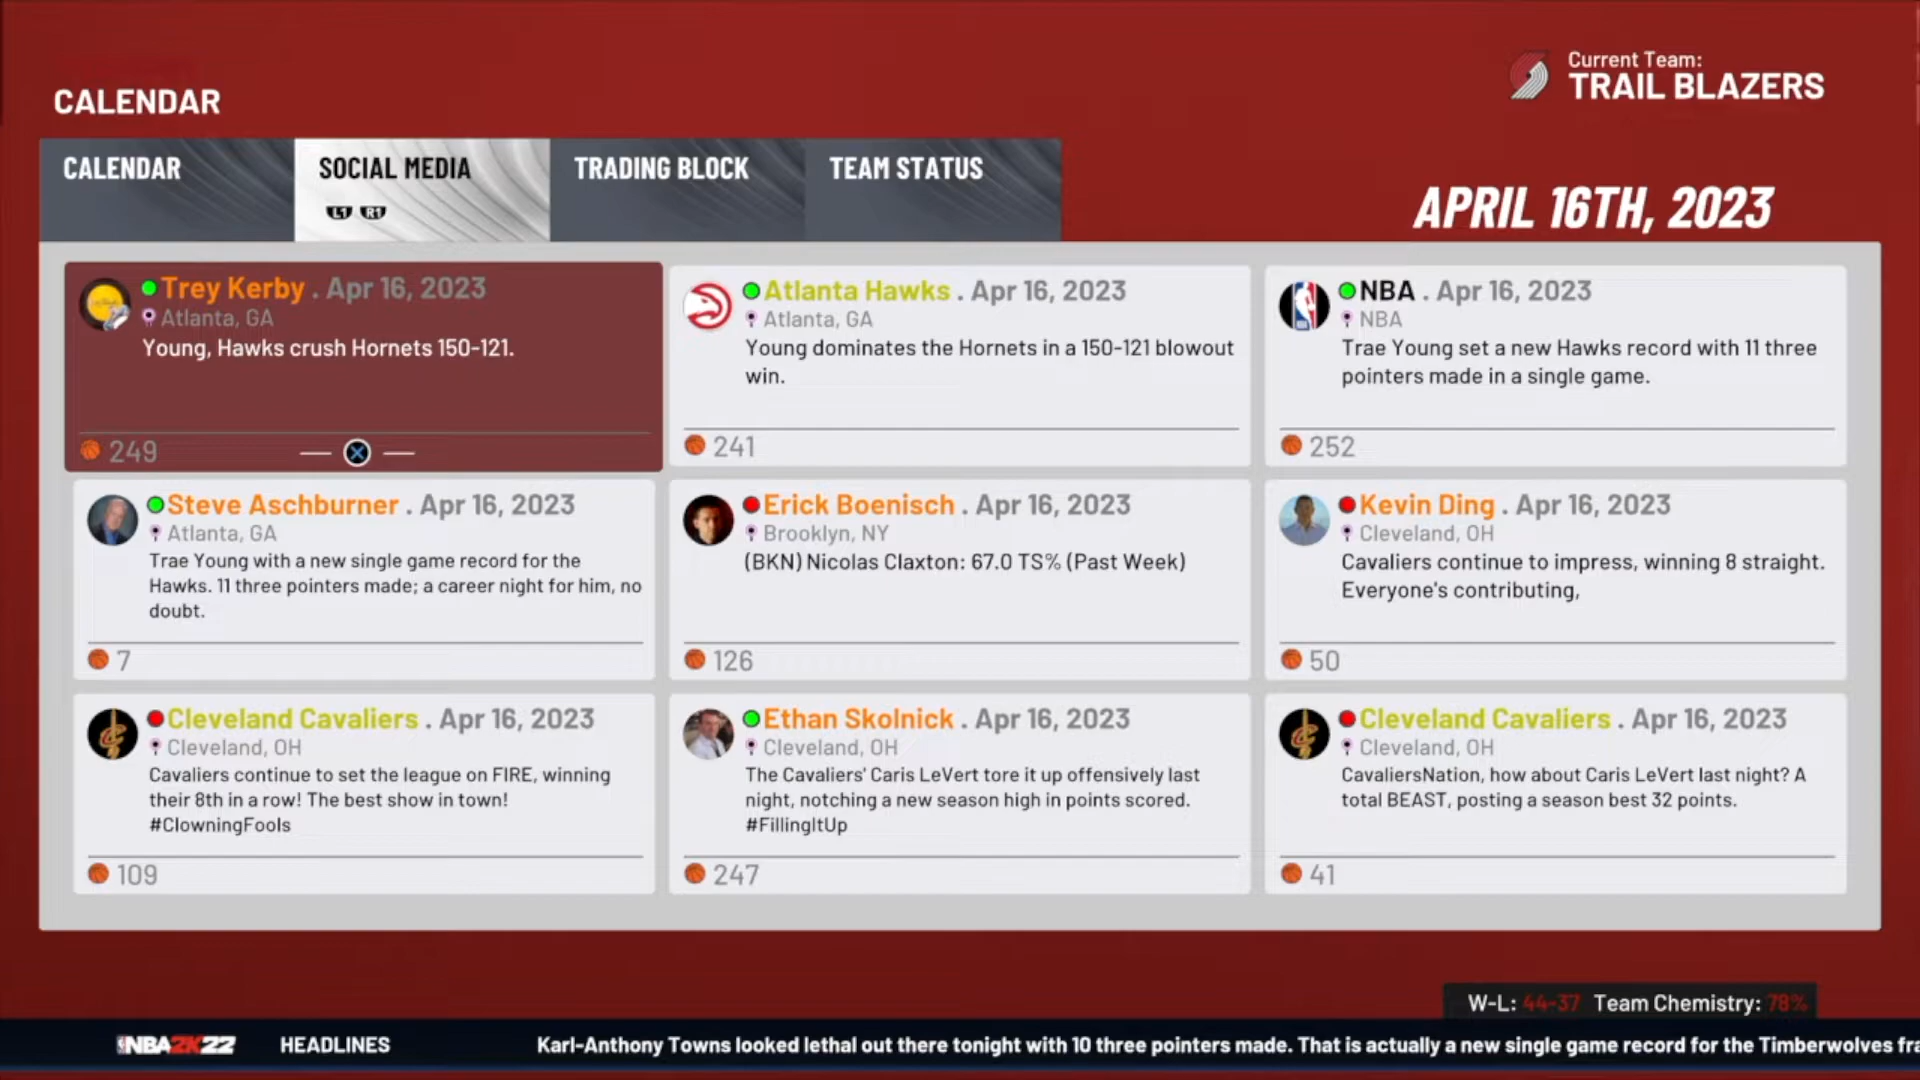 Current Team:
TRAIL BLAZERS
CALENDAR
CALENDAR
SOCIAL MEDIA
L1 R1
TRADING BLOCK
TEAM STATUS
APRIL 16TH, 2023
Trey Kerby . Apr 16, 2023
Atlanta, GA
Young, Hawks crush Hornets 150-121.
249
Atlanta Hawks . Apr 16, 2023
Atlanta, GA
Young dominates the Hornets in a 150-121 blowout
win.
241
NBA . Apr 16, 2023
NBA
Trae Young set a new Hawks record with 11 three
pointers made in a single game.
252
Steve Aschburner . Apr 16, 2023
Atlanta, GA
Trae Young with a new single game record for the
Hawks. 11 three pointers made; a career night for him, no
doubt.
7
Erick Boenisch . Apr 16, 2023
Brooklyn, NY
(BKN) Nicolas Claxton: 67.0 TS% (Past Week)
126
Kevin Ding . Apr 16, 2023
Cleveland, OH
Cavaliers continue to impress, winning 8 straight.
Everyone's contributing,
50
Cleveland Cavaliers . Apr 16, 2023
Cleveland, OH
Cavaliers continue to set the league on FIRE, winning
their 8th in a row! The best show in town!
#ClowningFools
109
Ethan Skolnick . Apr 16, 2023
Cleveland, OH
The Cavaliers' Caris LeVert tore it up offensively last
night, notching a new season high in points scored.
#FillingItUp
247
Cleveland Cavaliers . Apr 16, 2023
Cleveland, OH
CavaliersNation, how about Caris LeVert last night? A
total BEAST, posting a season best 32 points.
41
W-L: 44-37 Team Chemistry: 78%
NBA2K22
HEADLINES
Karl-Anthony Towns looked lethal out there tonight with 10 three pointers made. That is actually a new single game record for the Timberwolves fra